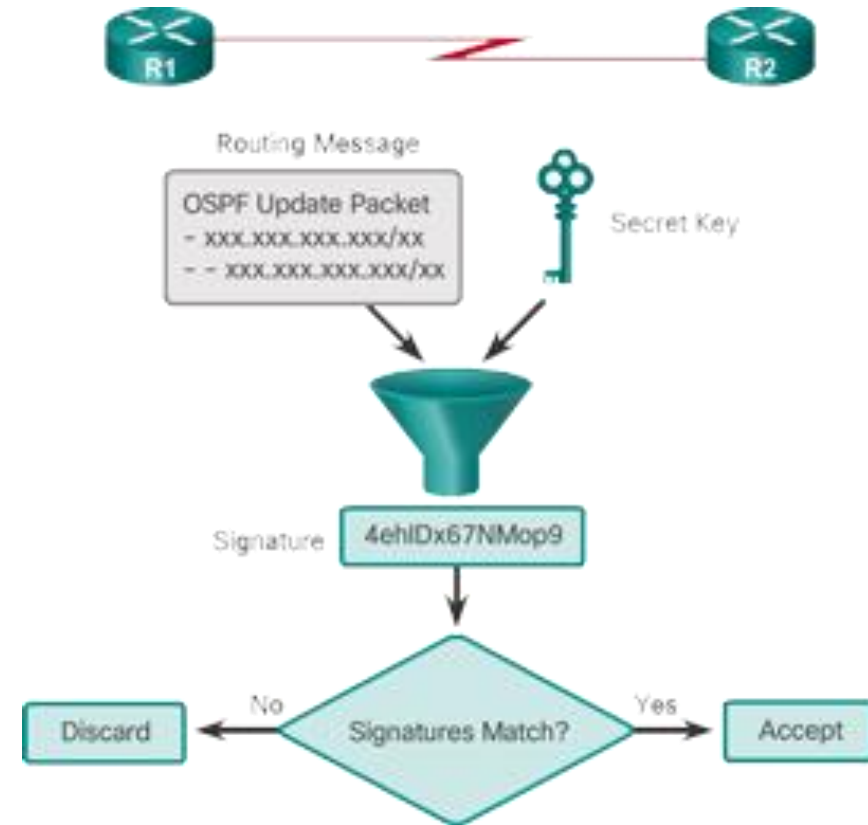 R1
R2
Routing Message
OSPF Update Packet
- xxx.xxx.xxx.xxx/xx
- - xxx.xxx.xxx.xxx/xx
Secret Key
Signature
4ehIDx67NMop9
No
Yes
Discard
Signatures Match?
Accept